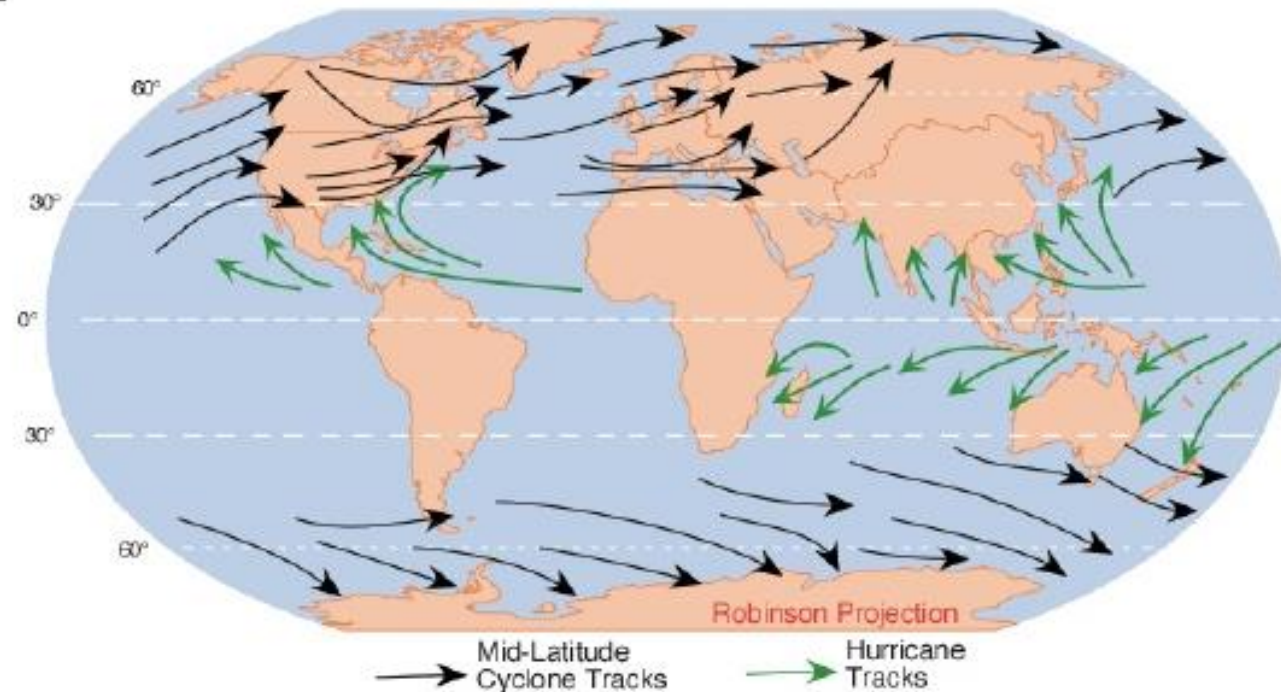 60°
30°
0°
30°
60°
Robinson Projection
Mid-Latitude
Cyclone Tracks
Hurricane
Tracks